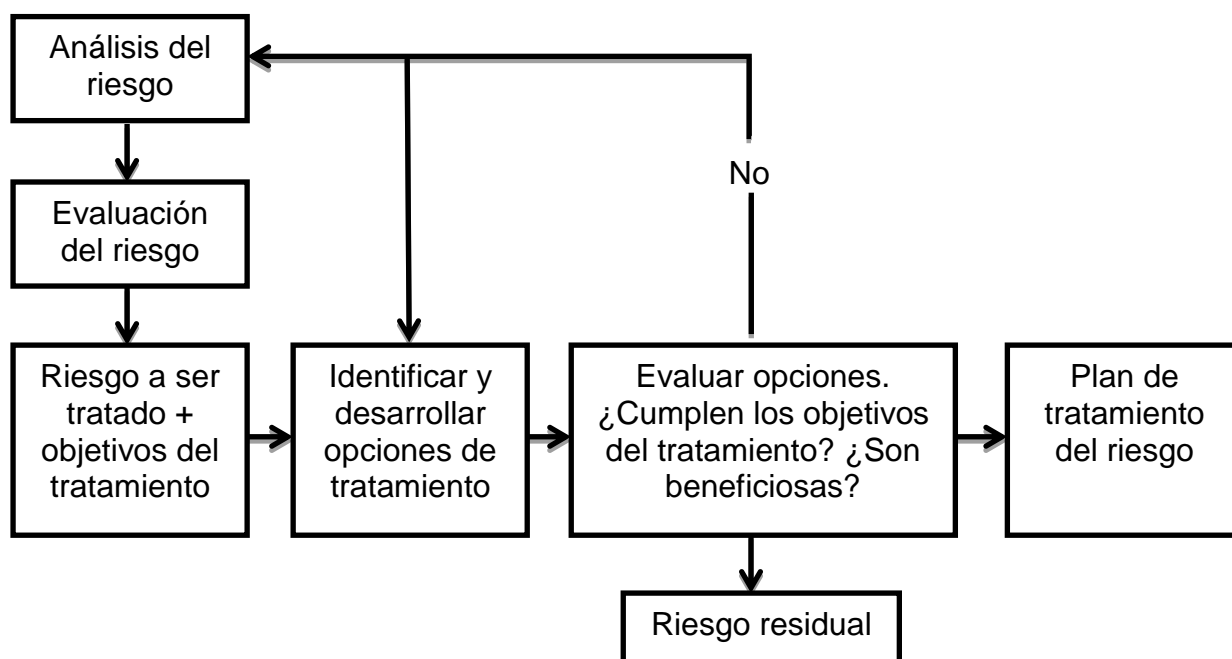 Análisis del
riesgo
No
Evaluación
del riesgo
Riesgo a ser
tratado +
objetivos del
tratamiento
Identificar y
desarrollar
opciones de
tratamiento
Evaluar opciones.
¿Cumplen los objetivos
del tratamiento? ¿Son
beneficiosas?
Plan de
tratamiento
del riesgo
Riesgo residual